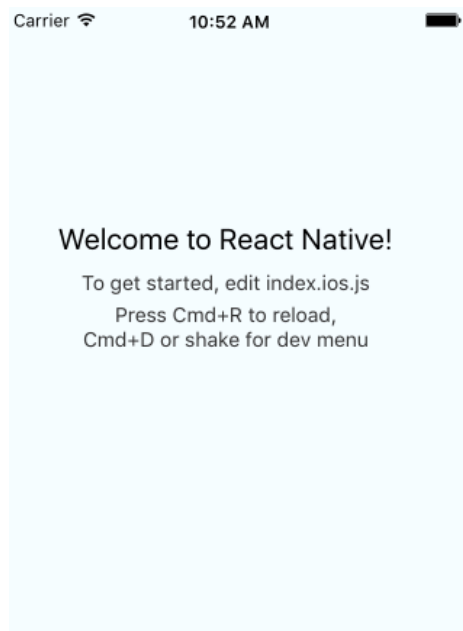 Carrier 10:52 AM
Welcome to React Native!
To get started, edit index.ios.js
Press Cmd+R to reload,
Cmd+D or shake for dev menu